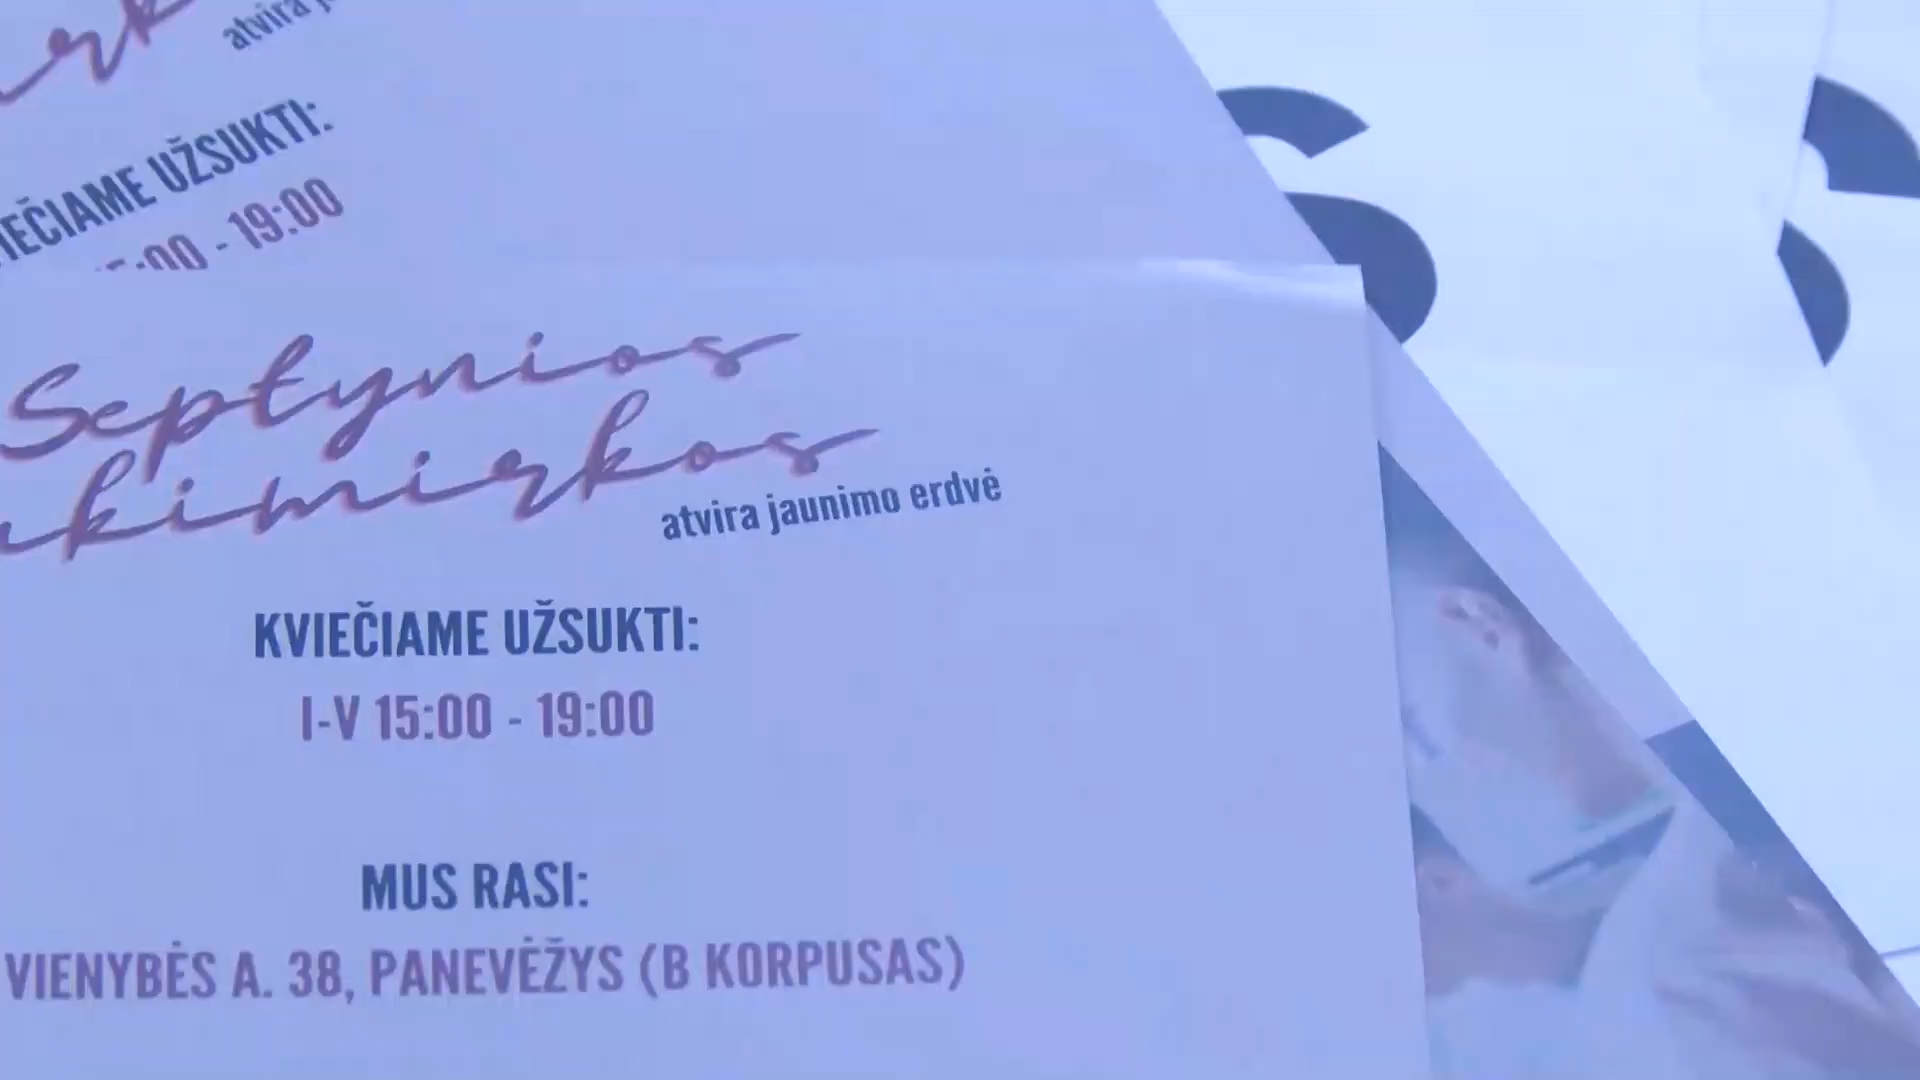 atvira
UŽSUKTI:
- 19:00
Septynios
atvira jaunimo erdvė
KVIEČIAME UŽSUKTI:
I-V 15:00 - 19:00
MUS RASI:
VIENYBĖS A. 38, PANEVĖŽYS (B KORPUSAS)